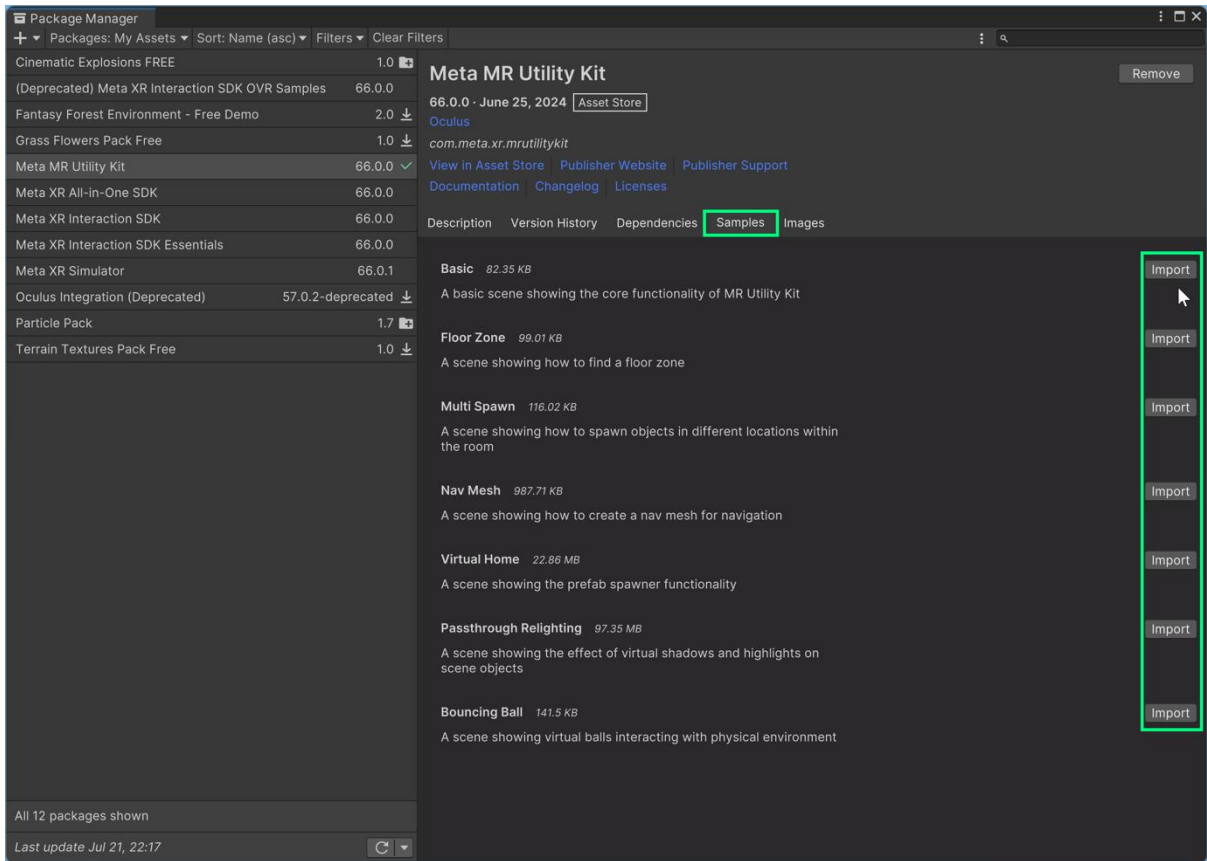 Package Manager
Packages: My Assets Sort: Name (asc) Filters Clear Filters
Cinematic Explosions FREE 1.0
(Deprecated) Meta XR Interaction SDK OVR Samples 66.0.0
Fantasy Forest Environment - Free Demo 2.0
Grass Flowers Pack Free 1.0
Meta MR Utility Kit 66.0.0
Meta XR All-in-One SDK 66.0.0
Meta XR Interaction SDK 66.0.0
Meta XR Interaction SDK Essentials 66.0.0
Meta XR Simulator 66.0.1
Oculus Integration (Deprecated) 57.0.2-deprecated
Particle Pack 1.7
Terrain Textures Pack Free 1.0
All 12 packages shown
Last update Jul 21, 22:17
Meta MR Utility Kit Remove
66.0.0 · June 25, 2024 Asset Store
Oculus
com.meta.xr.mrutilitykit
View in Asset Store Publisher Website Publisher Support
Documentation Changelog Licenses
Description Version History Dependencies Samples Images
Basic 82.35 KB Import
A basic scene showing the core functionality of MR Utility Kit
Floor Zone 99.01 KB Import
A scene showing how to find a floor zone
Multi Spawn 116.02 KB Import
A scene showing how to spawn objects in different locations within
the room
Nav Mesh 987.71 KB Import
A scene showing how to create a nav mesh for navigation
Virtual Home 22.86 MB Import
A scene showing the prefab spawner functionality
Passthrough Relighting 97.35 MB Import
A scene showing the effect of virtual shadows and highlights on
scene objects
Bouncing Ball 141.5 KB Import
A scene showing virtual balls interacting with physical environment